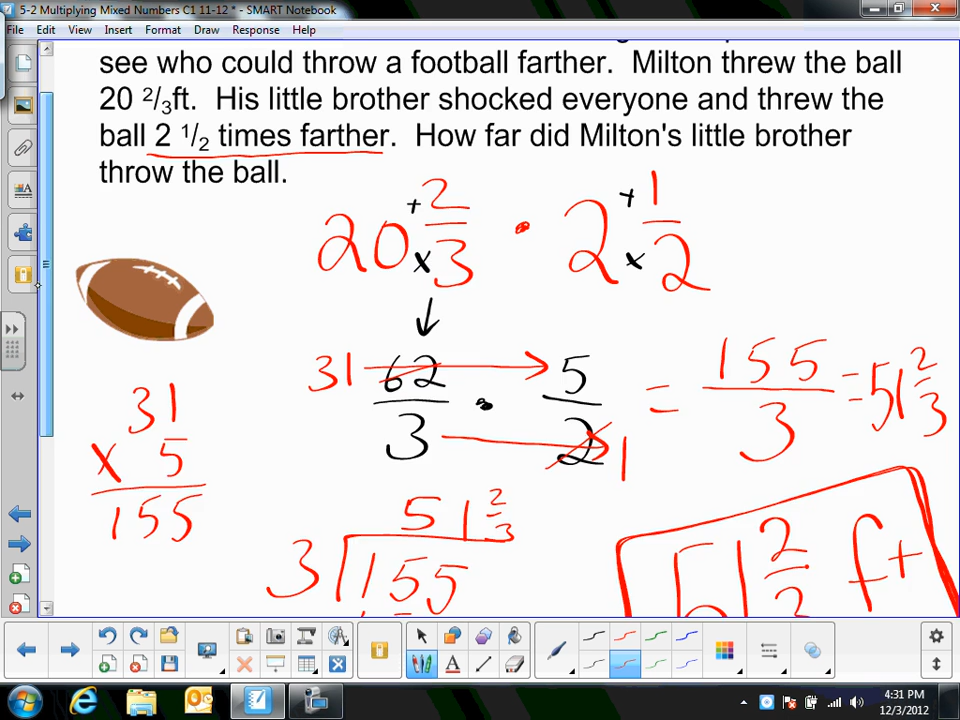 5-2 Multiplying Mixed Numbers C1 11-12 * - SMART Notebook
File Edit View Insert Format Draw Response Help
see who could throw a football farther. Milton threw the ball
20 2/3ft. His little brother shocked everyone and threw the
ball 2 1/2 times farther. How far did Milton's little brother
throw the ball.
20 + 2/3 x · 2 + 1/2 x
31 62/3 · 5/2 1 = 155/3 = 51 2/3
31
x 5
155
51 2/3
3 155
51 2/3 ft
A
4:31 PM
12/3/2012